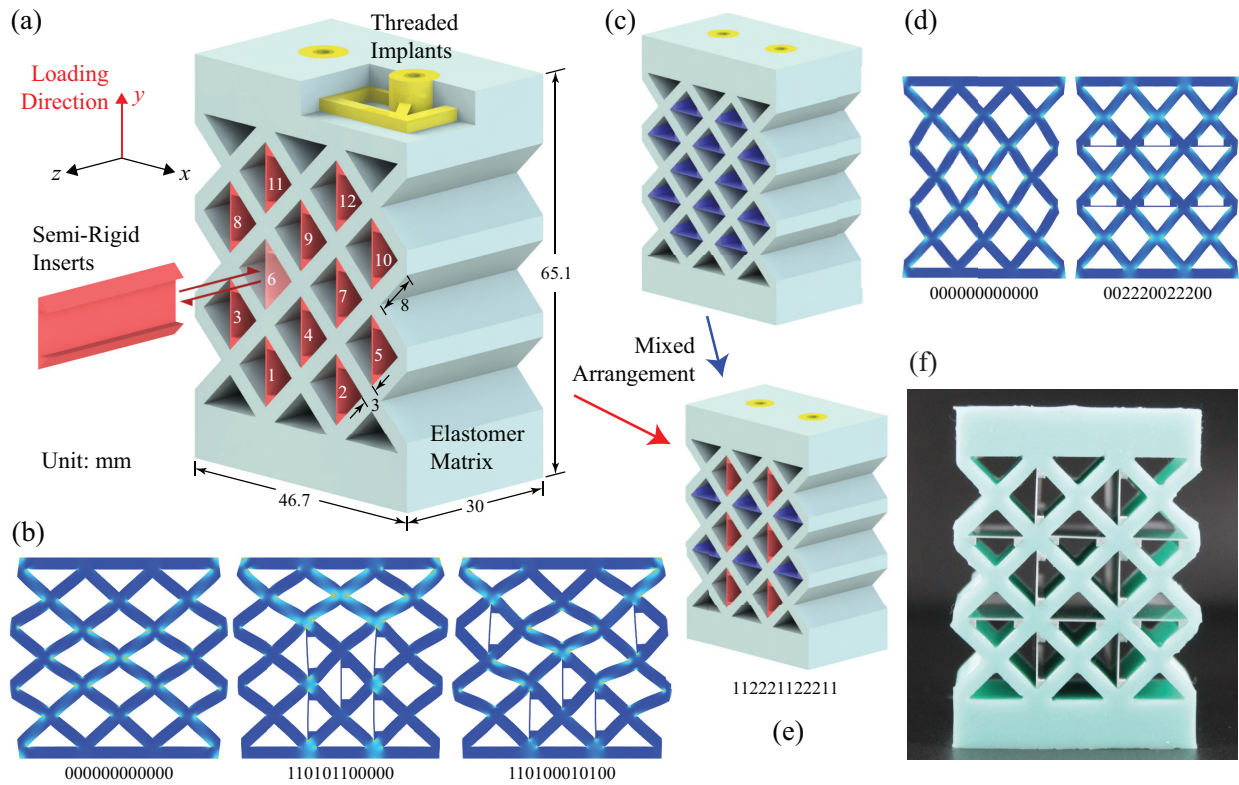 (a)
Threaded
Implants
Loading
Direction
y
z
x
Semi-Rigid
Inserts
11
12
8
9
10
6
7
3
4
5
1
2
8
3
65.1
Elastomer
Matrix
Unit: mm
46.7
30
(b)
000000000000
110101100000
110100010100
(c)
Mixed
Arrangement
112221122211
(e)
(d)
000000000000
002220022200
(f)